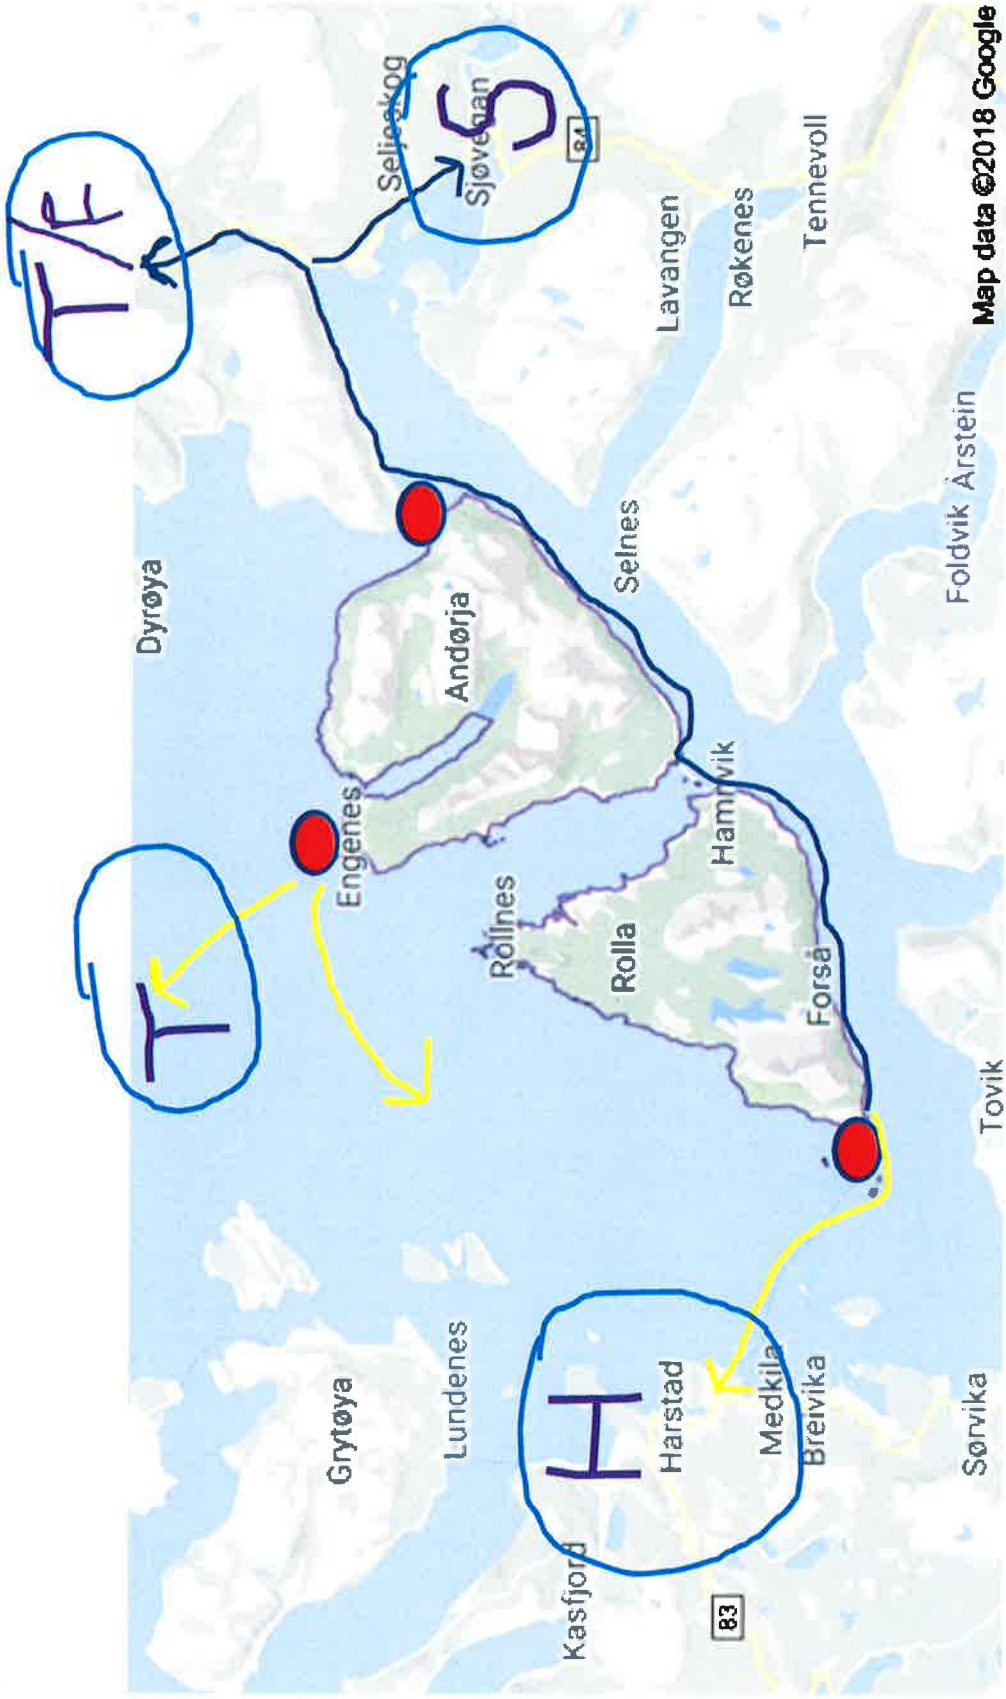 T/F
Dyrøya
T
Grytøya
Engenes
Seljeskog
Lundenes
Andørja
Sjøvegan
S
Rollnes
Kasfjord
84
H
Rolla
Selnes
Harstad
Lavangen
83
Hamnvik
Røkenes
Medkila
Breivika
Forså
Tennevoll
Foldvik Årstein
Sørvika
Tovik
Map data ©2018 Google